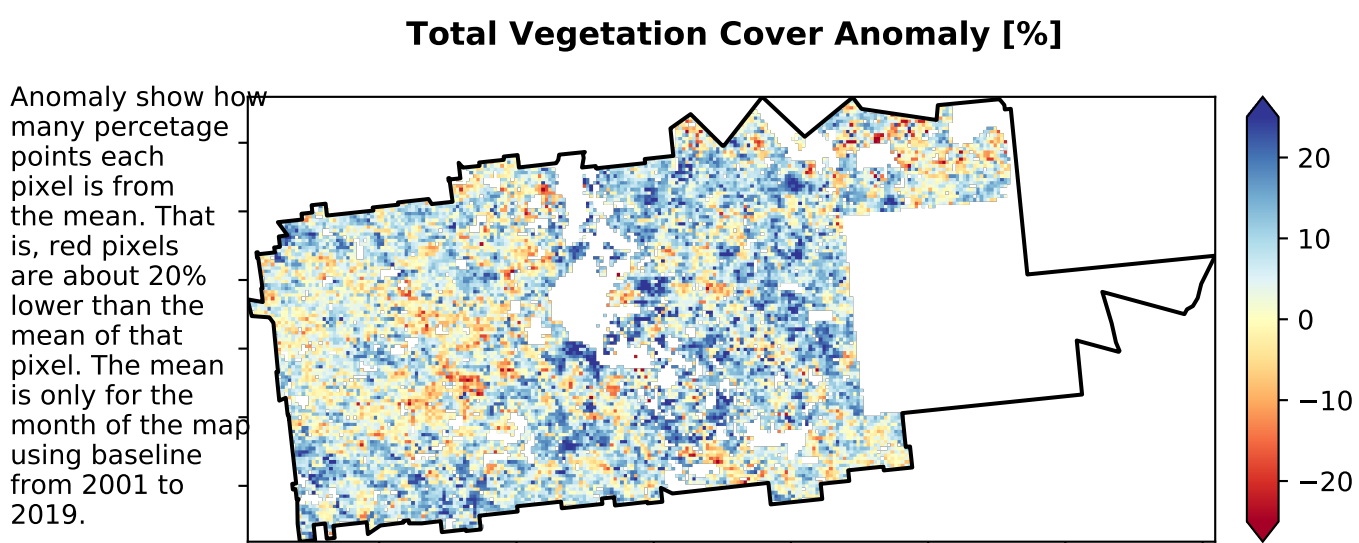 Total Vegetation Cover Anomaly [%]
Anomaly show how
many percetage
points each
pixel is from
the mean. That
is, red pixels
are about 20%
lower than the
mean of that
pixel. The mean
is only for the
month of the map
using baseline
from 2001 to
2019.
20
10
0
−10
−20